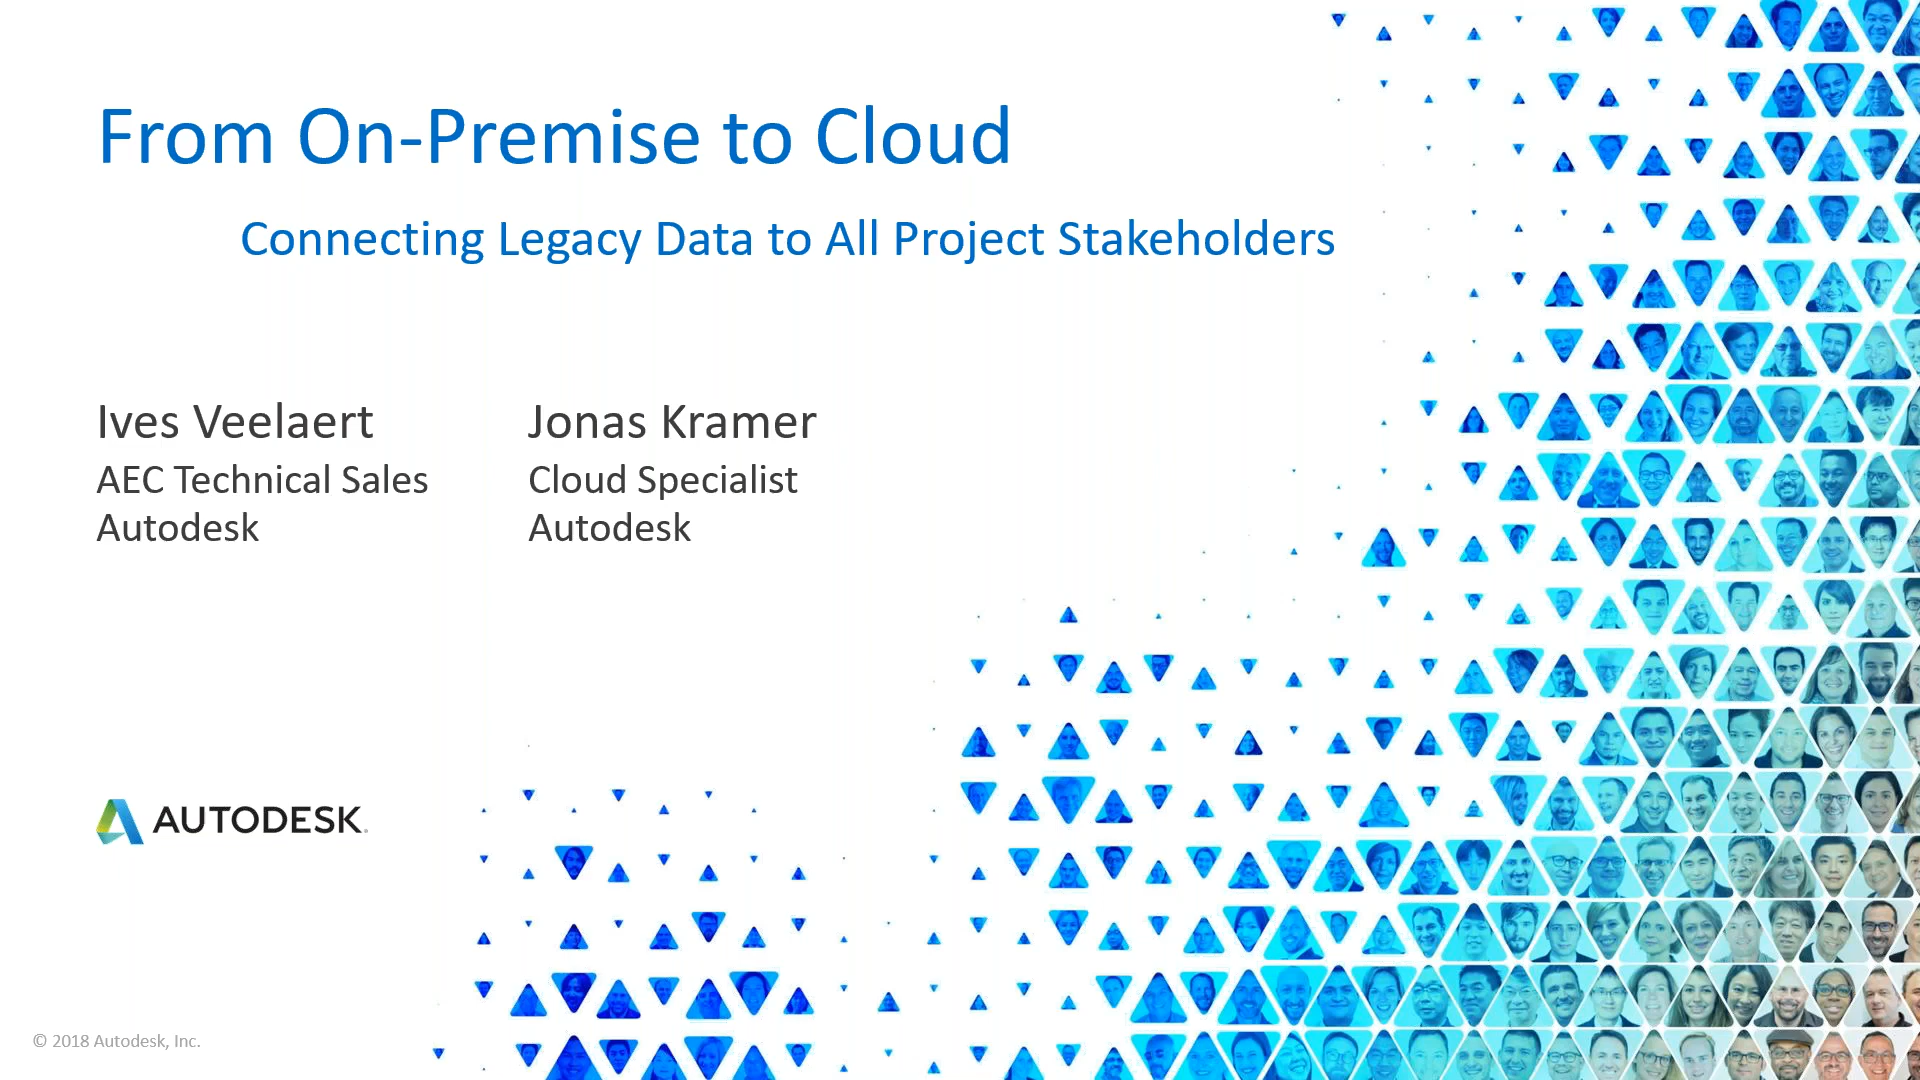 From On-Premise to Cloud
Connecting Legacy Data to All Project Stakeholders
Ives Veelaert
AEC Technical Sales
Autodesk
Jonas Kramer
Cloud Specialist
Autodesk
AUTODESK.
© 2018 Autodesk, Inc.